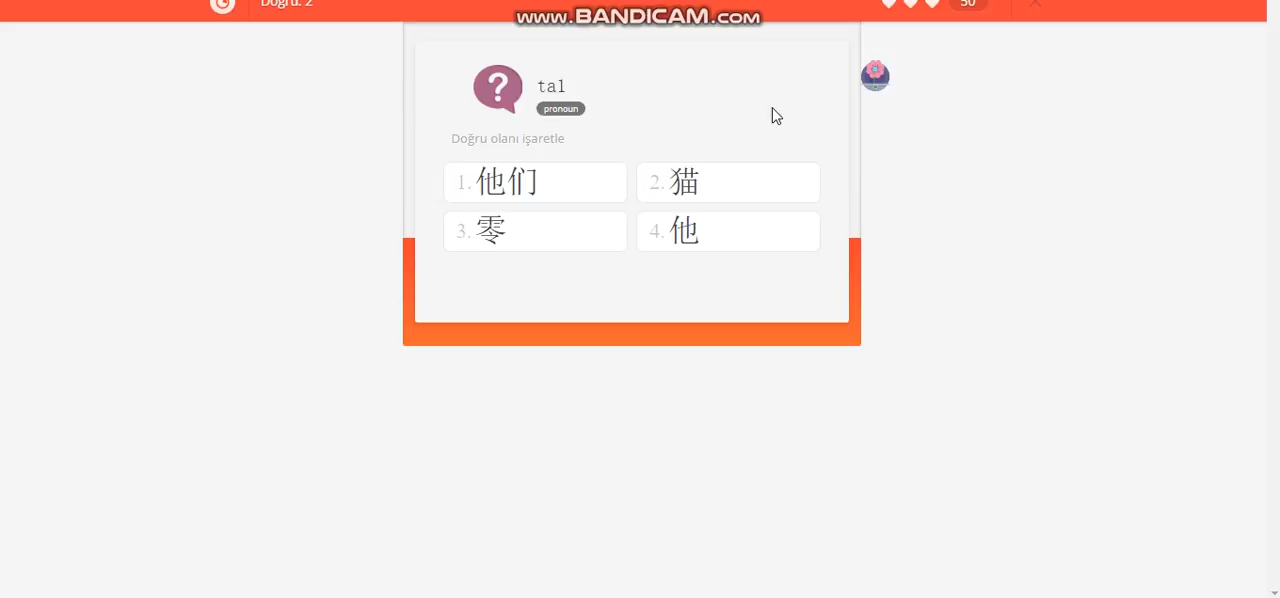 Doğru: 2
www.BANDICAM.com
50
?
ta1
pronoun
Doğru olanı işaretle
1. 他们
2. 猫
3. 零
4. 他